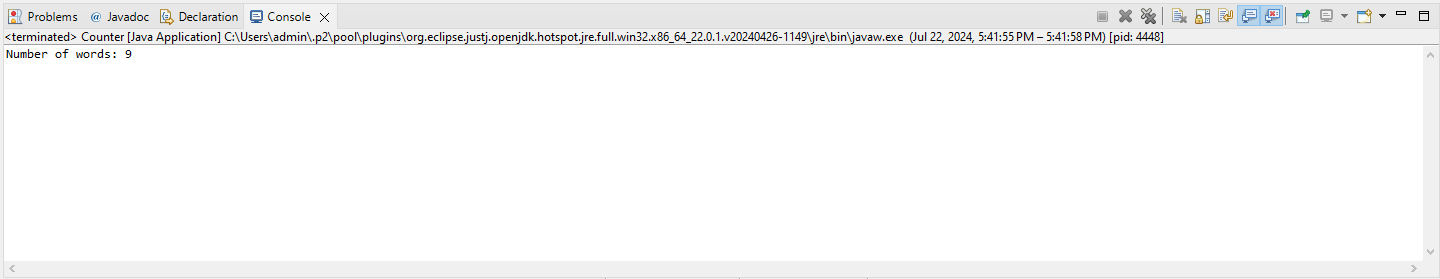 Problems @ Javadoc Declaration Console
<terminated> Counter [Java Application] C:\Users\admin\.p2\pool\plugins\org.eclipse.justj.openjdk.hotspot.jre.full.win32.x86_64_22.0.1.v20240426-1149\jre\bin\javaw.exe (Jul 22, 2024, 5:41:55 PM – 5:41:58 PM) [pid: 4448]
Number of words: 9